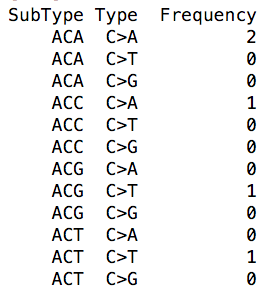 SubType Type Frequency
ACA C>A 2
ACA C>T 0
ACA C>G 0
ACC C>A 1
ACC C>T 0
ACC C>G 0
ACG C>A 0
ACG C>T 1
ACG C>G 0
ACT C>A 0
ACT C>T 1
ACT C>G 0